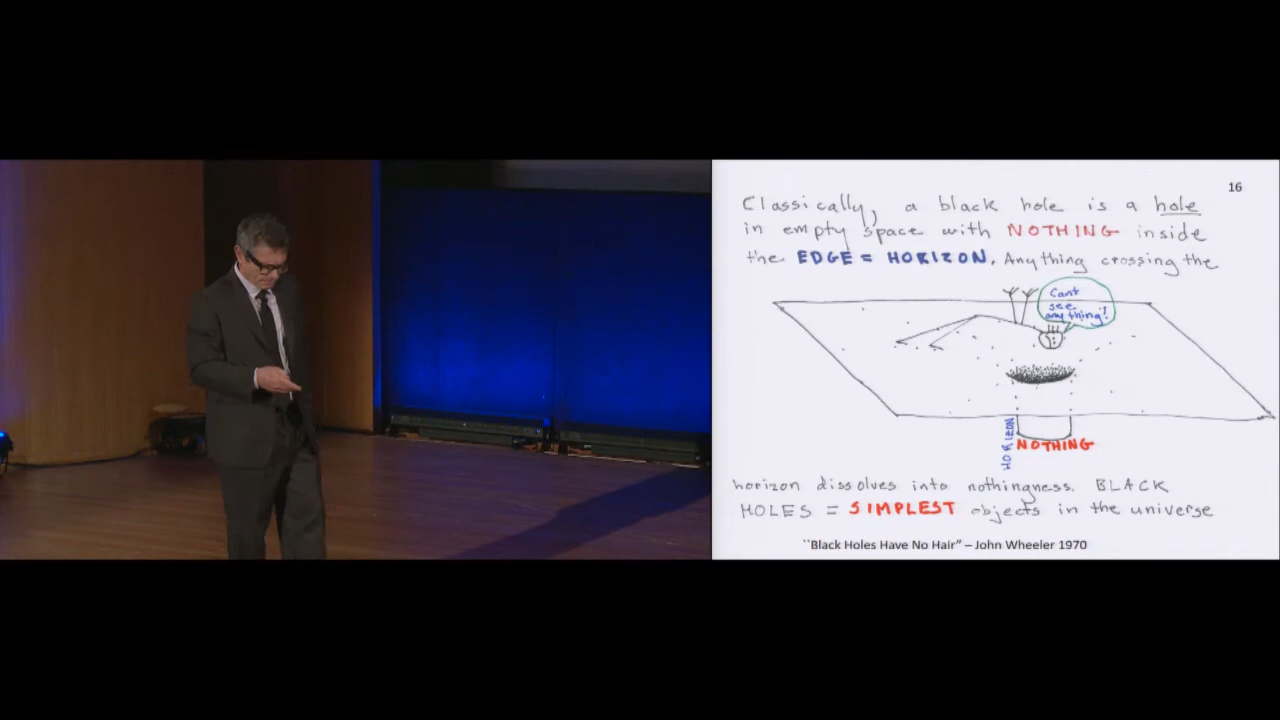 16
Classically, a black hole is a hole
in empty space with NOTHING inside
the EDGE = HORIZON. Anything crossing the
Can't
see
anything!
HORIZON
NOTHING
horizon dissolves into nothingness. BLACK
HOLES = SIMPLEST objects in the universe
``Black Holes Have No Hair” – John Wheeler 1970